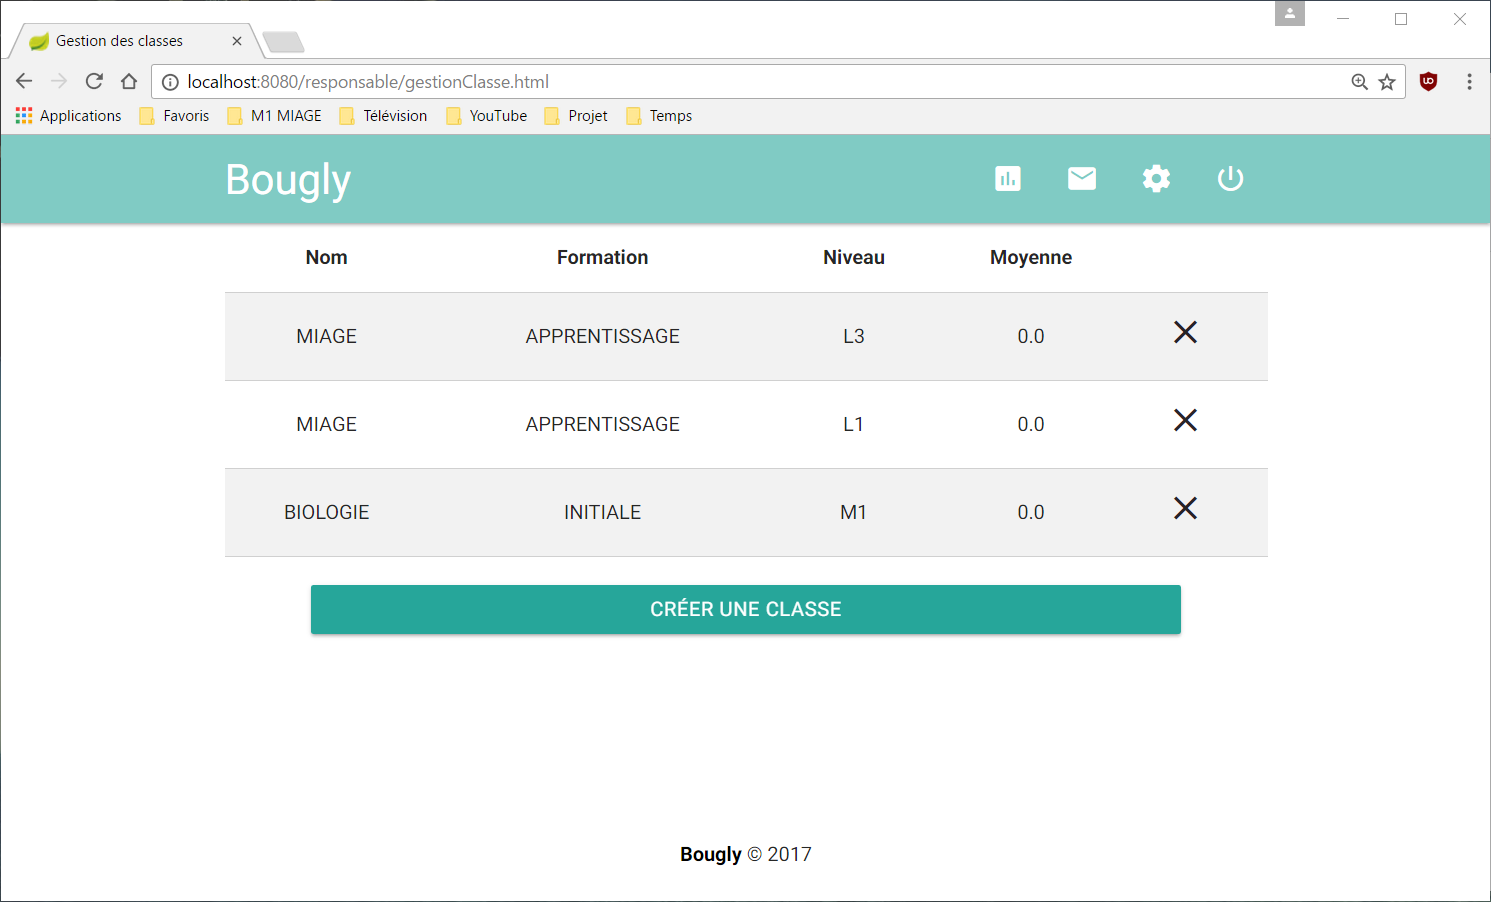 Gestion des classes
localhost:8080/responsable/gestionClasse.html
Applications Favoris M1 MIAGE Télévision YouTube Projet Temps
Bougly
Nom Formation Niveau Moyenne
MIAGE APPRENTISSAGE L3 0.0
MIAGE APPRENTISSAGE L1 0.0
BIOLOGIE INITIALE M1 0.0
CRÉER UNE CLASSE
Bougly © 2017